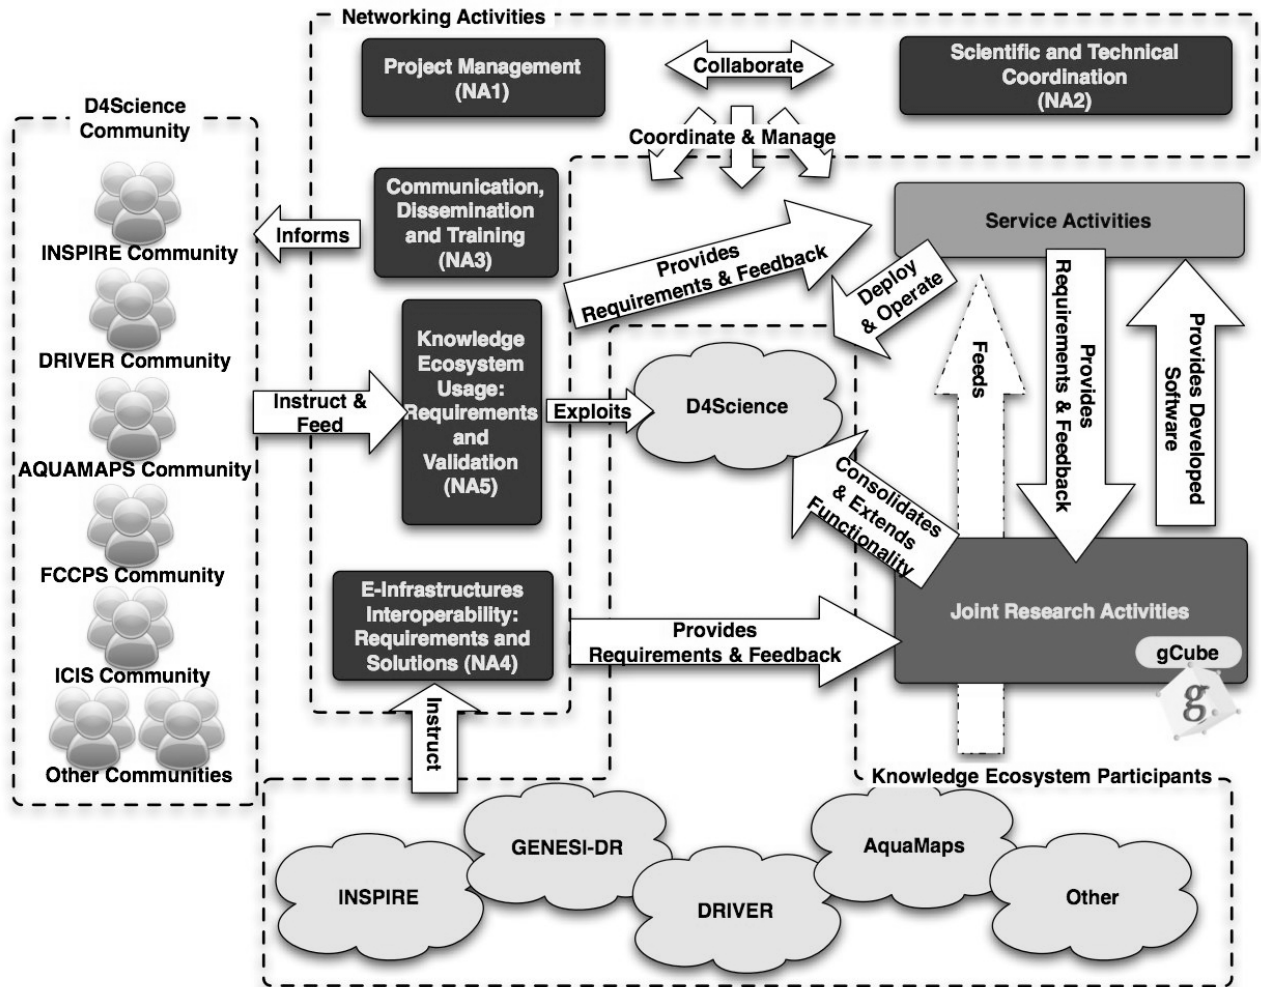 Networking Activities
Project Management
(NA1)
Collaborate
Scientific and Technical
Coordination
(NA2)
Coordinate & Manage
D4Science
Community
INSPIRE Community
DRIVER Community
AQUAMAPS Community
FCCPS Community
ICIS Community
Other Communities
Informs
Communication,
Dissemination
and Training
(NA3)
Provides
Requirements & Feedback
Service Activities
Deploy
& Operate
Instruct &
Feed
Knowledge
Ecosystem
Usage:
Requirements
and
Validation
(NA5)
Exploits
D4Science
Feeds
Provides
Requirements & Feedback
Provides Developed
Software
Consolidates
& Extends
Functionality
E-Infrastructures
Interoperability:
Requirements and
Solutions (NA4)
Provides
Requirements & Feedback
Joint Research Activities
gCube
g
Instruct
Knowledge Ecosystem Participants
INSPIRE
GENESI-DR
DRIVER
AquaMaps
Other